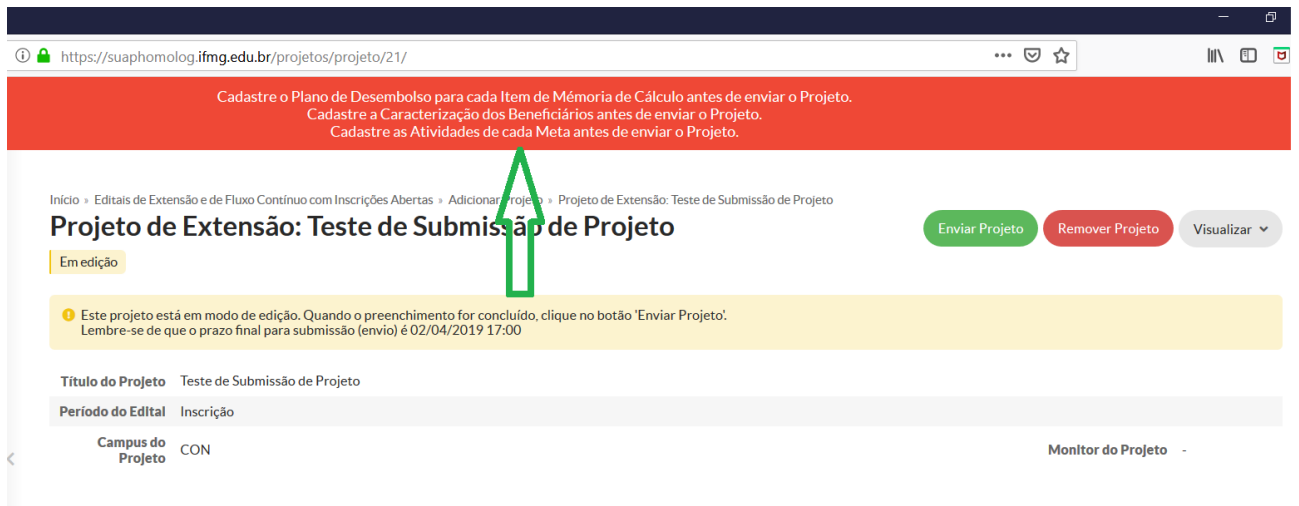 https://suaphomolog.ifmg.edu.br/projetos/projeto/21/
Cadastre o Plano de Desembolso para cada Item de Mémoria de Cálculo antes de enviar o Projeto.
Cadastre a Caracterização dos Beneficiários antes de enviar o Projeto.
Cadastre as Atividades de cada Meta antes de enviar o Projeto.
Início » Editais de Extensão e de Fluxo Contínuo com Inscrições Abertas » Adicionar Projeto » Projeto de Extensão: Teste de Submissão de Projeto
Projeto de Extensão: Teste de Submissão de Projeto
Enviar Projeto
Remover Projeto
Visualizar
Em edição
Este projeto está em modo de edição. Quando o preenchimento for concluído, clique no botão 'Enviar Projeto'.
Lembre-se de que o prazo final para submissão (envio) é 02/04/2019 17:00
Título do Projeto Teste de Submissão de Projeto
Período do Edital Inscrição
Campus do
Projeto
CON
Monitor do Projeto -